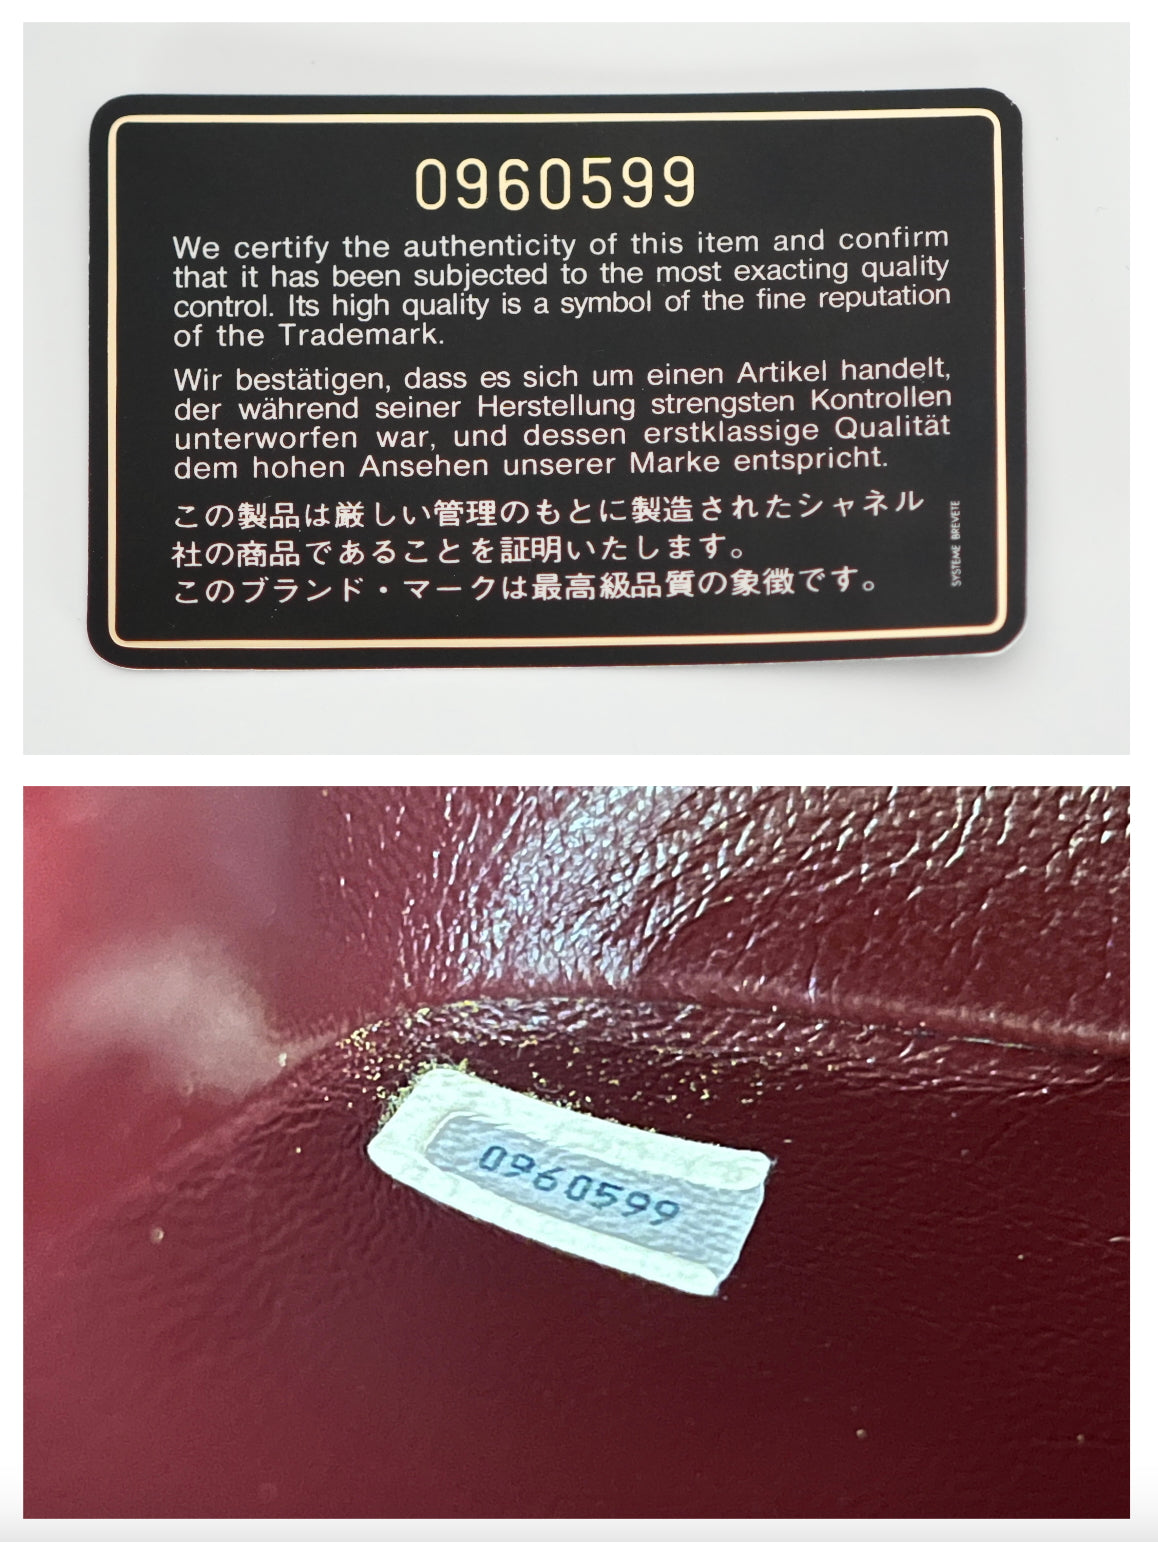 0960599
We certify the authenticity of this item and confirm
that it has been subjected to the most exacting quality
control. Its high quality is a symbol of the fine reputation
of the Trademark.
Wir bestätigen, dass es sich um einen Artikel handelt,
der während seiner Herstellung strengsten Kontrollen
unterworfen war, und dessen erstklassige Qualität
dem hohen Ansehen unserer Marke entspricht.
この製品は厳しい管理のもとに製造されたシャネル
社の商品であることを証明いたします。
このブランド・マークは最高級品質の象徴です。
SYSTEME BREVETE
0960599